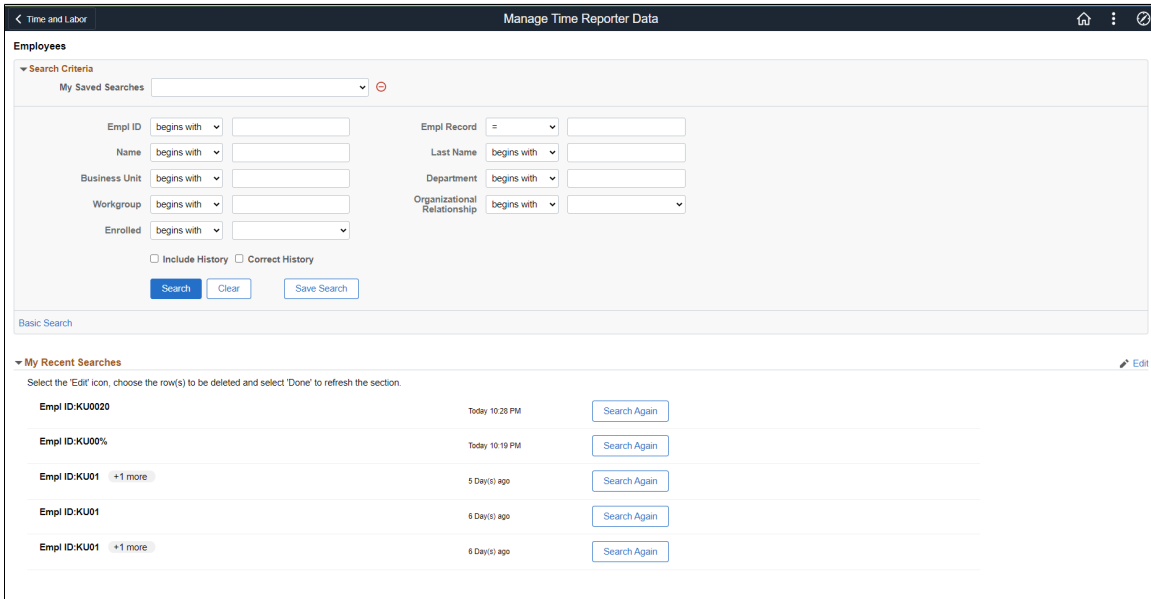 Time and Labor
Manage Time Reporter Data
Employees
Search Criteria
My Saved Searches
Empl ID begins with Empl Record =
Name begins with Last Name begins with
Business Unit begins with Department begins with
Workgroup begins with Organizational Relationship begins with
Enrolled begins with
Include History Correct History
Search Clear Save Search
Basic Search
My Recent Searches Edit
Select the 'Edit' icon, choose the row(s) to be deleted and select 'Done' to refresh the section.
Empl ID:KU0020 Today 10:28 PM Search Again
Empl ID:KU00% Today 10:19 PM Search Again
Empl ID:KU01 +1 more 5 Day(s) ago Search Again
Empl ID:KU01 6 Day(s) ago Search Again
Empl ID:KU01 +1 more 6 Day(s) ago Search Again